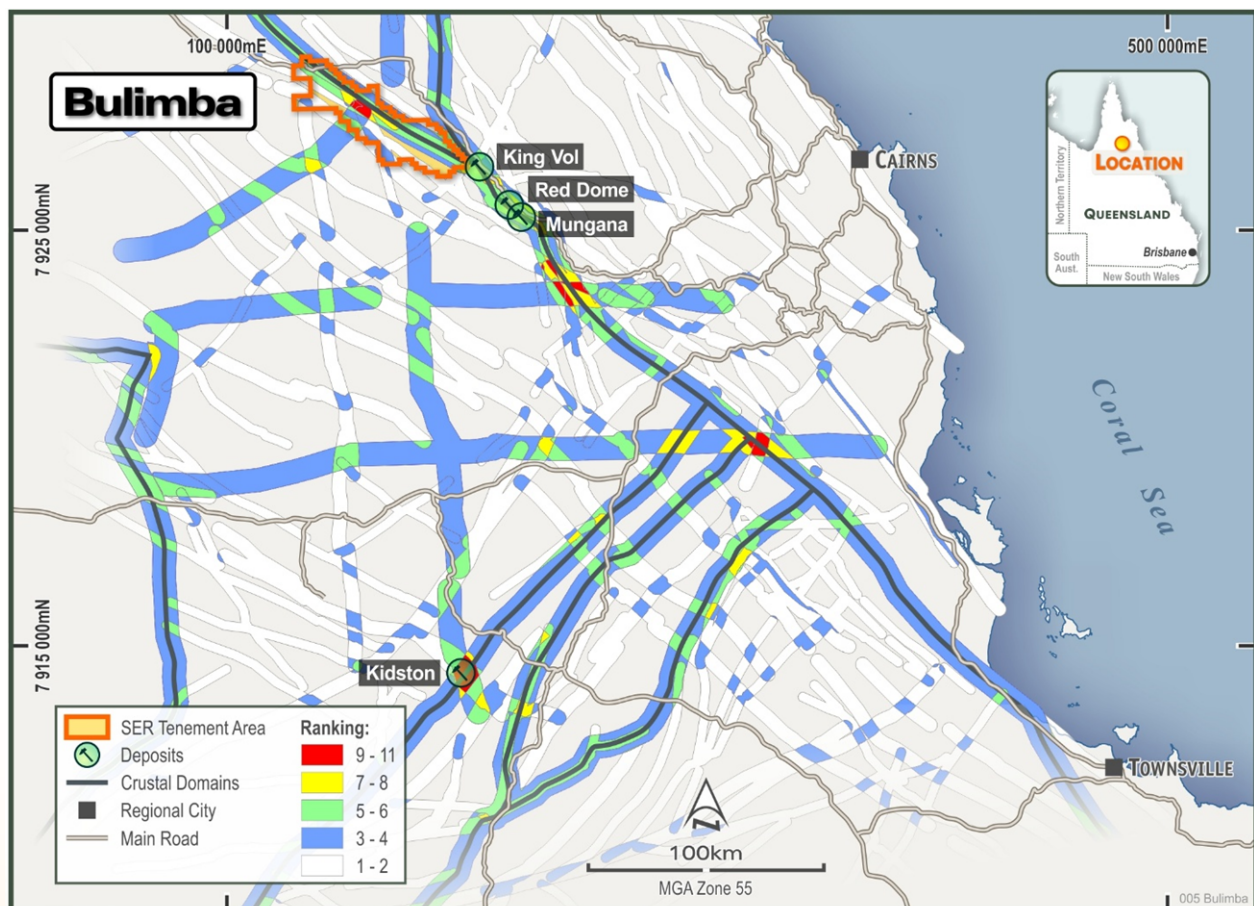 100 000mE
500 000mE
Bulimba
King Vol
Red Dome
Mungana
CAIRNS
LOCATION
Northern Territory
QUEENSLAND
Brisbane
South
Aust.
New South Wales
7 925 000mN
Coral Sea
7 915 000mN
Kidston
TOWNSVILLE
SER Tenement Area
Deposits
Crustal Domains
Regional City
Main Road
Ranking:
9 - 11
7 - 8
5 - 6
3 - 4
1 - 2
N
100km
MGA Zone 55
005 Bulimba